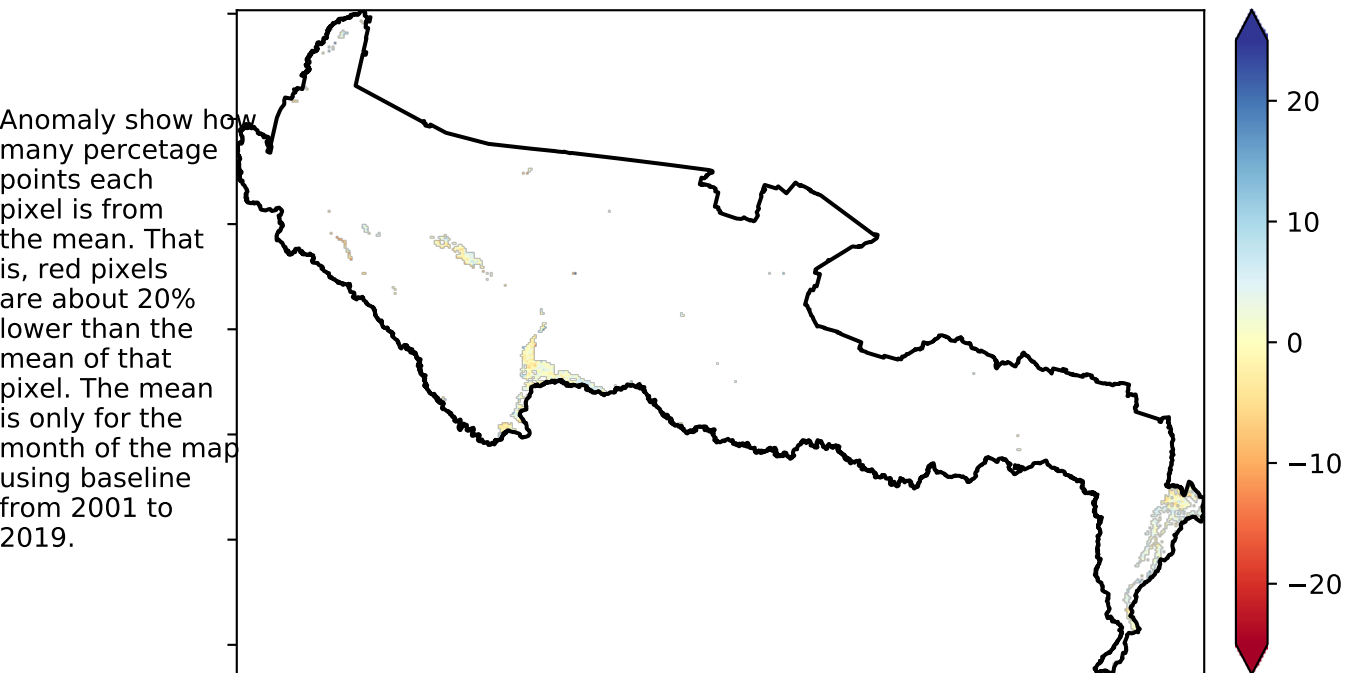 Anomaly show how
many percetage
points each
pixel is from
the mean. That
is, red pixels
are about 20%
lower than the
mean of that
pixel. The mean
is only for the
month of the map
using baseline
from 2001 to
2019.
20
10
0
−10
−20